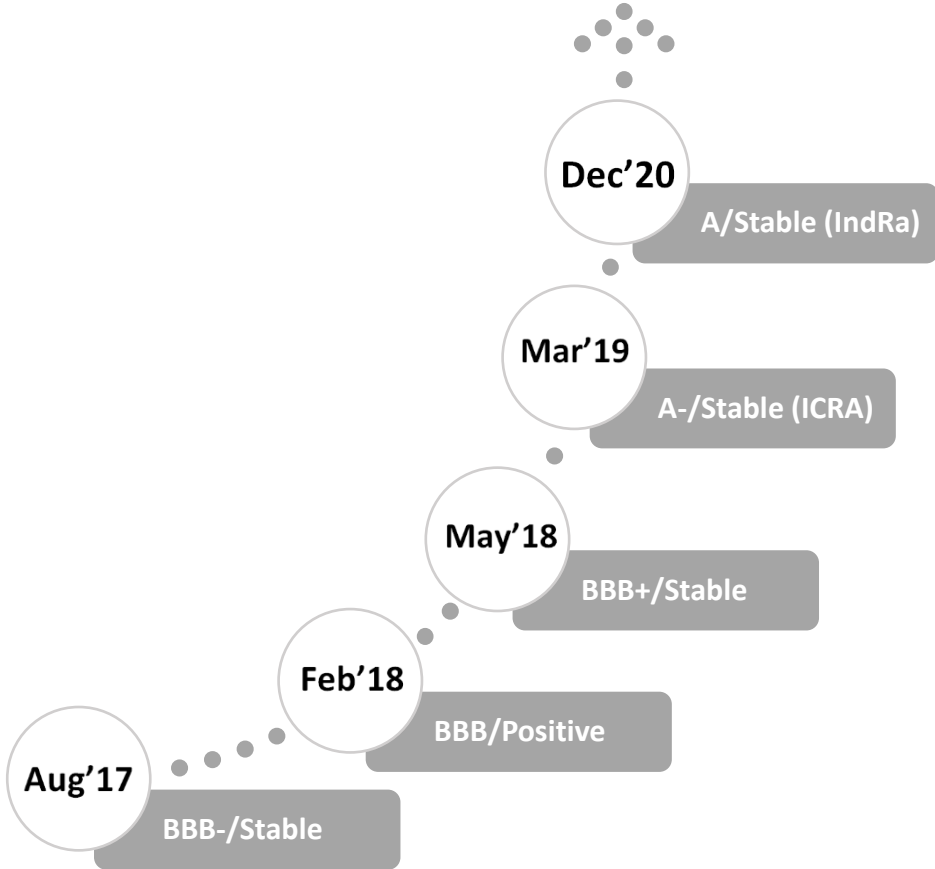 Dec’20
A/Stable (IndRa)
Mar’19
A-/Stable (ICRA)
May’18
BBB+/Stable
Feb’18
BBB/Positive
Aug’17
BBB-/Stable